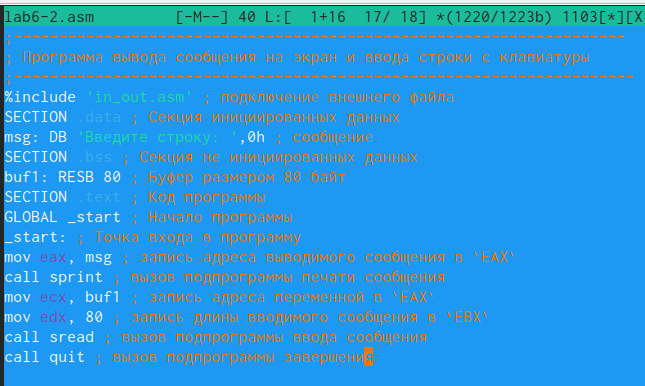 lab6-2.asm [-M--] 40 L:[ 1+16 17/ 18] *(1220/1223b) 1103[*][X
;---------------------------------------------------------------
; Программа вывода сообщения на экран и ввода строки с клавиатуры
;----------------------------------------------------------------
%include 'in_out.asm' ; подключение внешнего файла
SECTION .data ; Секция инициированных данных
msg: DB 'Введите строку: ',0h ; сообщение
SECTION .bss ; Секция не инициированных данных
buf1: RESB 80 ; Буфер размером 80 байт
SECTION .text ; Код программы
GLOBAL _start ; Начало программы
_start: ; Точка входа в программу
mov eax, msg ; запись адреса выводимого сообщения в `EAX`
call sprint ; вызов подпрограммы печати сообщения
mov ecx, buf1 ; запись адреса переменной в `EAX`
mov edx, 80 ; запись длины вводимого сообщения в `EBX`
call sread ; вызов подпрограммы ввода сообщения
call quit ; вызов подпрограммы завершения